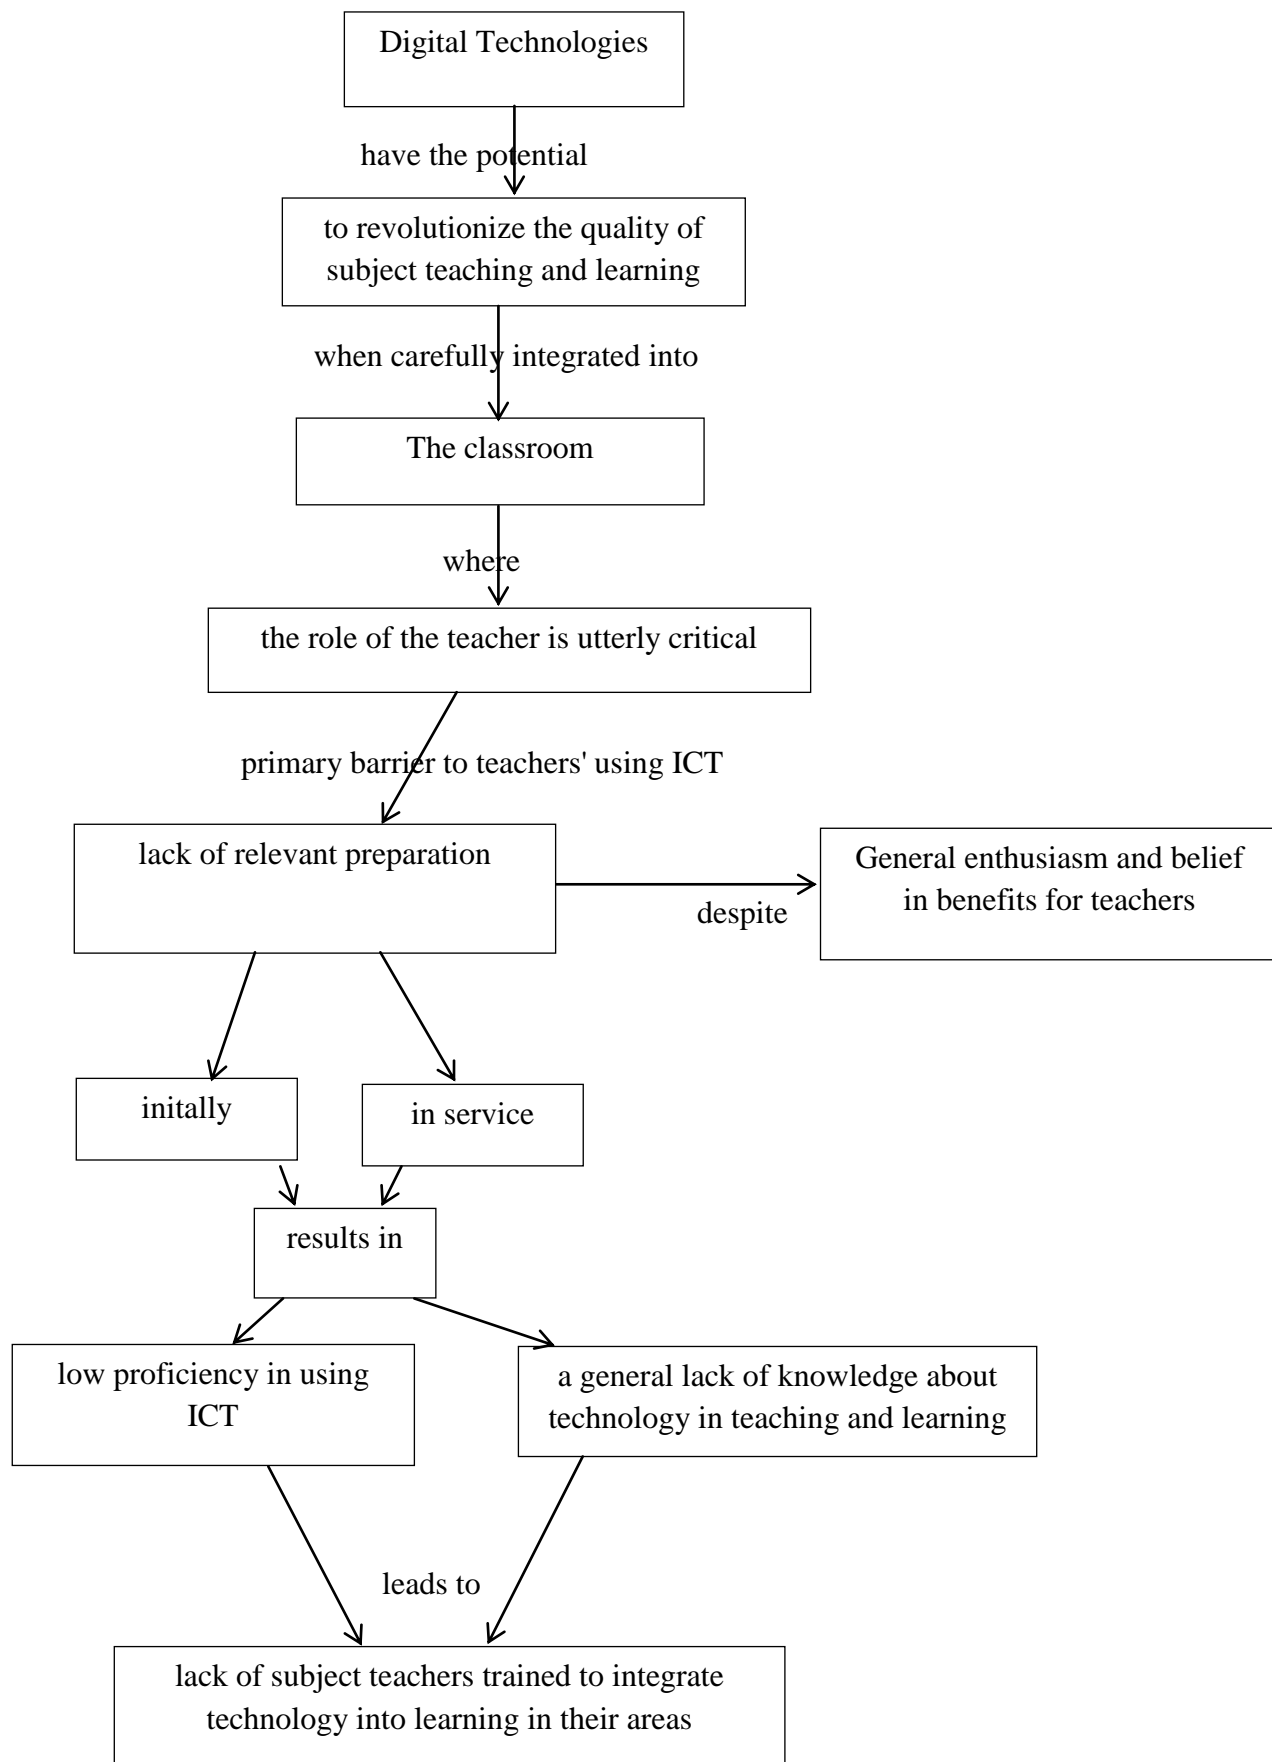 Digital Technologies
have the potential
to revolutionize the quality of
subject teaching and learning
when carefully integrated into
The classroom
where
the role of the teacher is utterly critical
primary barrier to teachers' using ICT
lack of relevant preparation
despite
General enthusiasm and belief
in benefits for teachers
initally
in service
results in
low proficiency in using
ICT
a general lack of knowledge about
technology in teaching and learning
leads to
lack of subject teachers trained to integrate
technology into learning in their areas